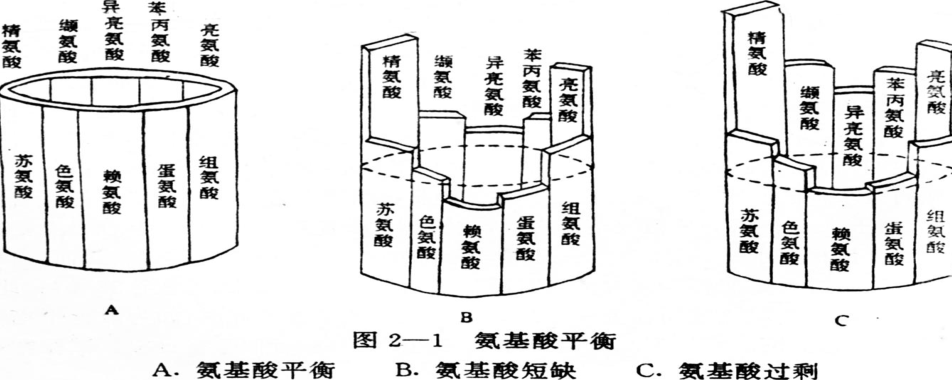 精氨酸
缬氨酸
异亮氨酸
苯丙氨酸
亮氨酸
苏氨酸
色氨酸
赖氨酸
蛋氨酸
组氨酸
A
精氨酸
缬氨酸
异亮氨酸
苯丙氨酸
亮氨酸
苏氨酸
色氨酸
赖氨酸
蛋氨酸
组氨酸
B
精氨酸
缬氨酸
异亮氨酸
苯丙氨酸
亮氨酸
苏氨酸
色氨酸
赖氨酸
蛋氨酸
组氨酸
C
图 2—1 氨基酸平衡
A. 氨基酸平衡 B. 氨基酸短缺 C. 氨基酸过剩